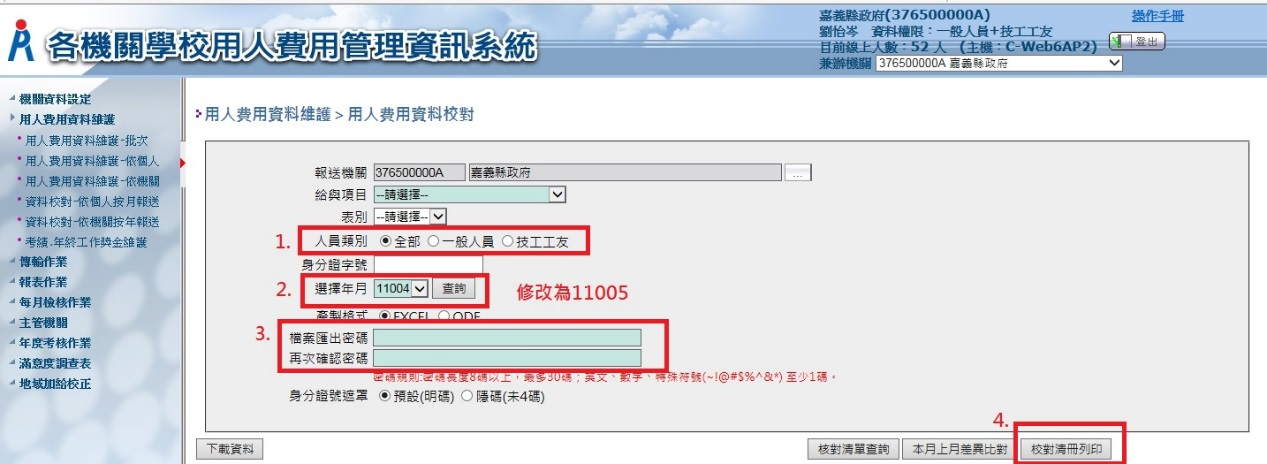 各機關學校用人費用管理資訊系統
嘉義縣政府(376500000A)
操作手冊
劉怡岑 資料權限：一般人員+技工工友
目前線上人數：52 人 (主機：C-Web6AP2)
登出
兼辦機關 376500000A 嘉義縣政府
機關資料設定
用人費用資料維護
用人費用資料維護-批次
用人費用資料維護-依個人
用人費用資料維護-依機關
資料校對-依個人按月報送
資料校對-依機關按年報送
考績.年終工作獎金維護
傳輸作業
報表作業
每月檢核作業
主管機關
年度考核作業
滿意度調查表
地域加給校正
用人費用資料維護 > 用人費用資料校對
報送機關 376500000A 嘉義縣政府 ...
給與項目 --請選擇--
表別 --請選擇--
1. 人員類別 全部 一般人員 技工工友
身分證字號
2. 選擇年月 11004 查詢 修改為11005
產製格式 EXCEL ODF
3. 檔案匯出密碼
再次確認密碼
密碼規則:密碼長度8碼以上，最多30碼；英文、數字、特殊符號(~!@#$%^&*) 至少1碼。
身分證號遮罩 預設(明碼) 隱碼(末4碼)
4.
下載資料 核對清單查詢 本月上月差異比對 校對清冊列印